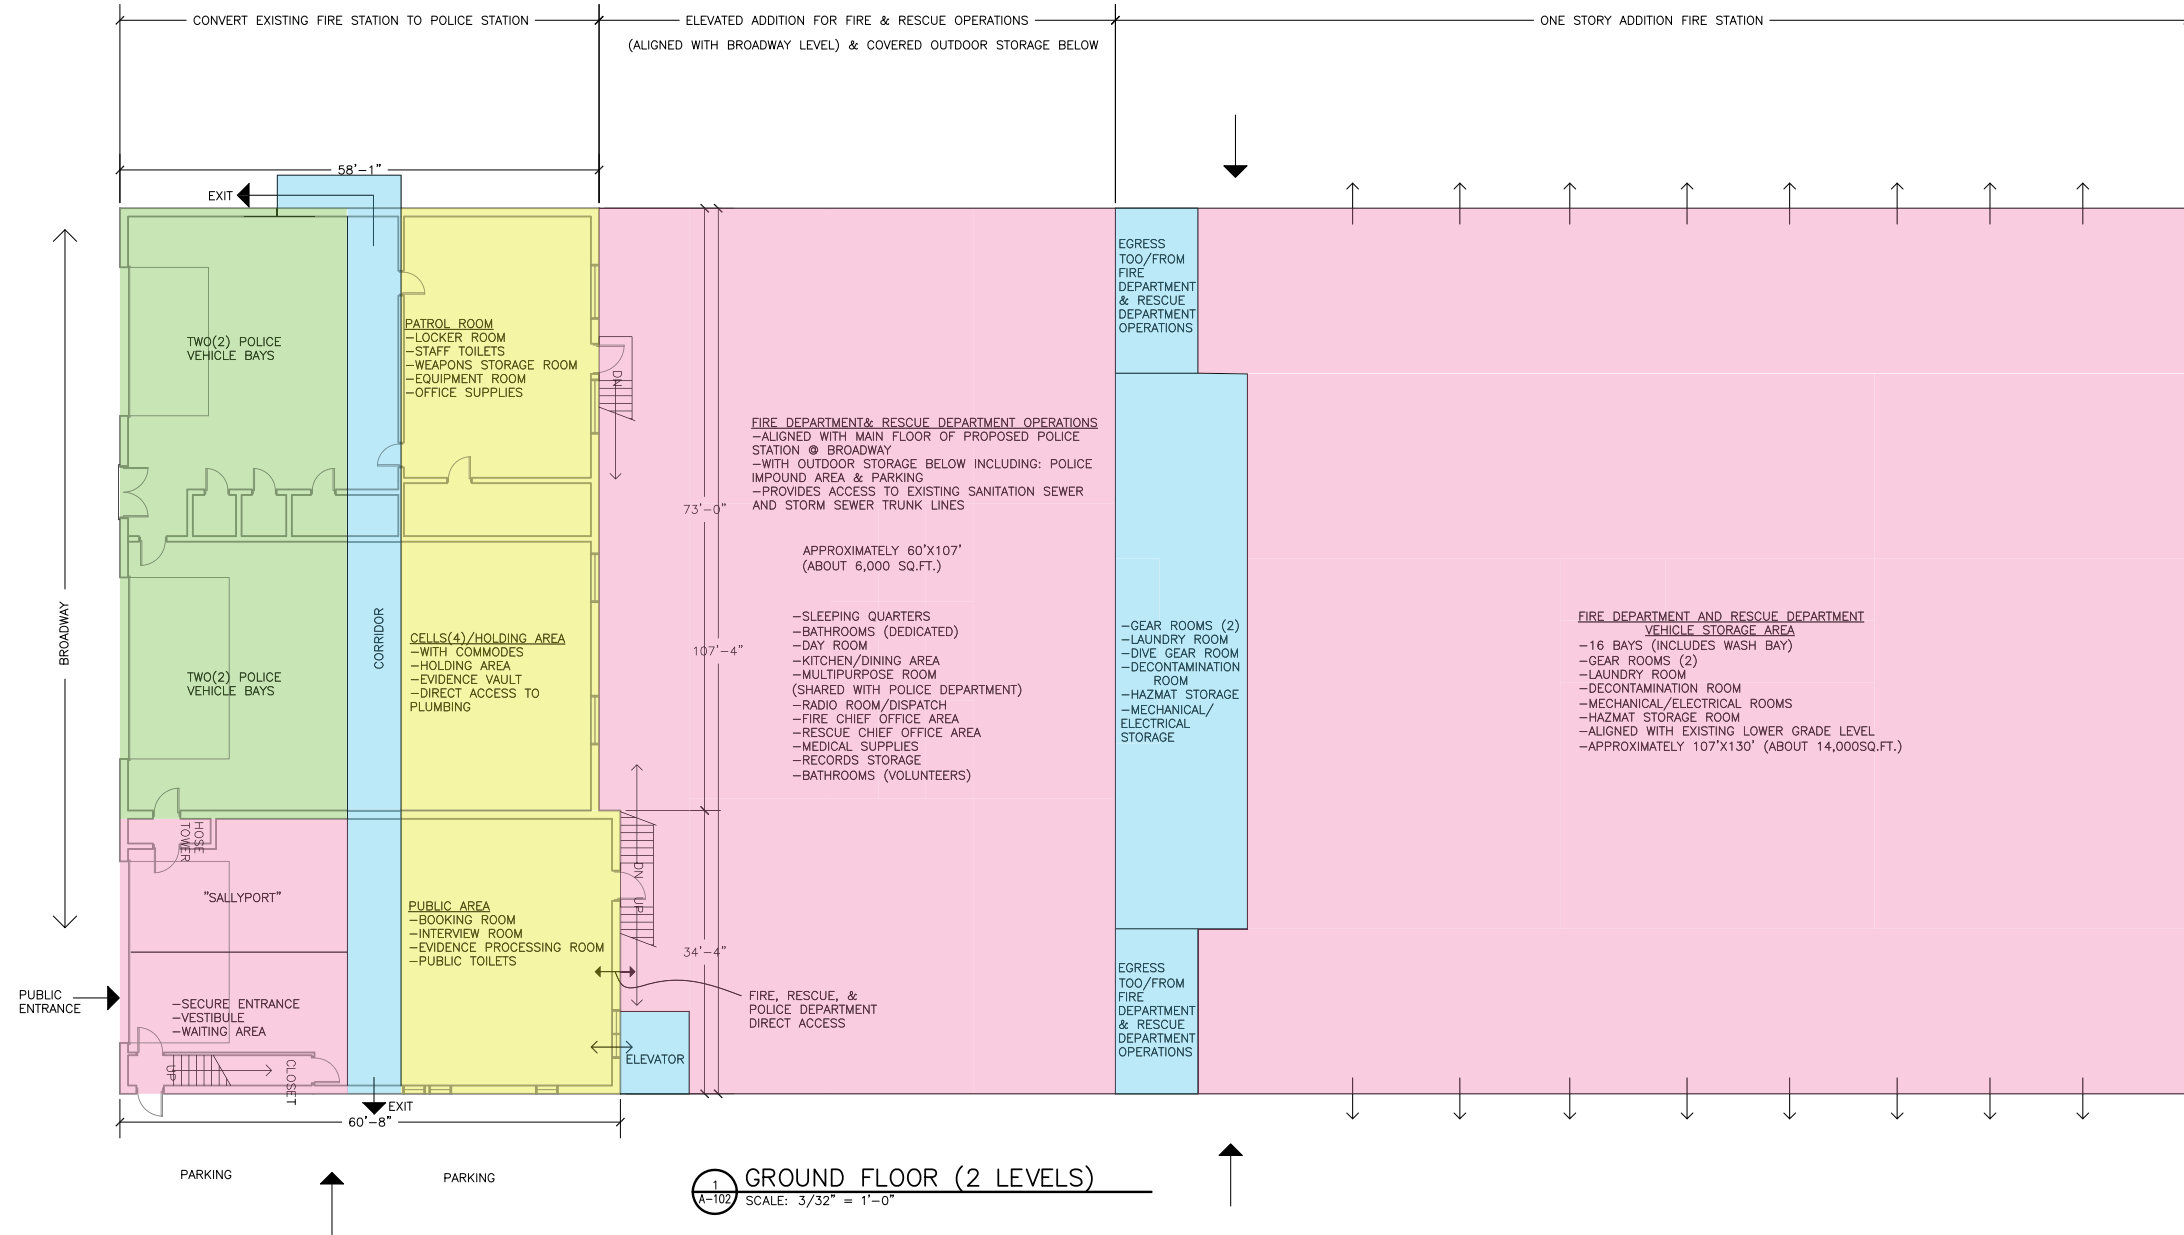 CONVERT EXISTING FIRE STATION TO POLICE STATION
ELEVATED ADDITION FOR FIRE & RESCUE OPERATIONS
(ALIGNED WITH BROADWAY LEVEL) & COVERED OUTDOOR STORAGE BELOW
ONE STORY ADDITION FIRE STATION
58'-1"
EXIT
BROADWAY
TWO(2) POLICE
VEHICLE BAYS
PATROL ROOM
-LOCKER ROOM
-STAFF TOILETS
-WEAPONS STORAGE ROOM
-EQUIPMENT ROOM
-OFFICE SUPPLIES
DN
CORRIDOR
TWO(2) POLICE
VEHICLE BAYS
CELLS(4)/HOLDING AREA
-WITH COMMODES
-HOLDING AREA
-EVIDENCE VAULT
-DIRECT ACCESS TO
PLUMBING
HOSE
TOWER
"SALLYPORT"
PUBLIC AREA
-BOOKING ROOM
-INTERVIEW ROOM
-EVIDENCE PROCESSING ROOM
-PUBLIC TOILETS
DN
UP
PUBLIC
ENTRANCE
-SECURE ENTRANCE
-VESTIBULE
-WAITING AREA
UP
CLOSET
EXIT
60'-8"
ELEVATOR
73'-0"
107'-4"
34'-4"
FIRE DEPARTMENT& RESCUE DEPARTMENT OPERATIONS
-ALIGNED WITH MAIN FLOOR OF PROPOSED POLICE
STATION @ BROADWAY
-WITH OUTDOOR STORAGE BELOW INCLUDING: POLICE
IMPOUND AREA & PARKING
-PROVIDES ACCESS TO EXISTING SANITATION SEWER
AND STORM SEWER TRUNK LINES
APPROXIMATELY 60'X107'
(ABOUT 6,000 SQ.FT.)
-SLEEPING QUARTERS
-BATHROOMS (DEDICATED)
-DAY ROOM
-KITCHEN/DINING AREA
-MULTIPURPOSE ROOM
(SHARED WITH POLICE DEPARTMENT)
-RADIO ROOM/DISPATCH
-FIRE CHIEF OFFICE AREA
-RESCUE CHIEF OFFICE AREA
-MEDICAL SUPPLIES
-RECORDS STORAGE
-BATHROOMS (VOLUNTEERS)
FIRE, RESCUE, &
POLICE DEPARTMENT
DIRECT ACCESS
EGRESS
TOO/FROM
FIRE
DEPARTMENT
& RESCUE
DEPARTMENT
OPERATIONS
-GEAR ROOMS (2)
-LAUNDRY ROOM
-DIVE GEAR ROOM
-DECONTAMINATION
ROOM
-HAZMAT STORAGE
-MECHANICAL/
ELECTRICAL
STORAGE
EGRESS
TOO/FROM
FIRE
DEPARTMENT
& RESCUE
DEPARTMENT
OPERATIONS
FIRE DEPARTMENT AND RESCUE DEPARTMENT
VEHICLE STORAGE AREA
-16 BAYS (INCLUDES WASH BAY)
-GEAR ROOMS (2)
-LAUNDRY ROOM
-DECONTAMINATION ROOM
-MECHANICAL/ELECTRICAL ROOMS
-HAZMAT STORAGE ROOM
-ALIGNED WITH EXISTING LOWER GRADE LEVEL
-APPROXIMATELY 107'X130' (ABOUT 14,000SQ.FT.)
PARKING
PARKING
1
A-102
GROUND FLOOR (2 LEVELS)
SCALE: 3/32" = 1'-0"